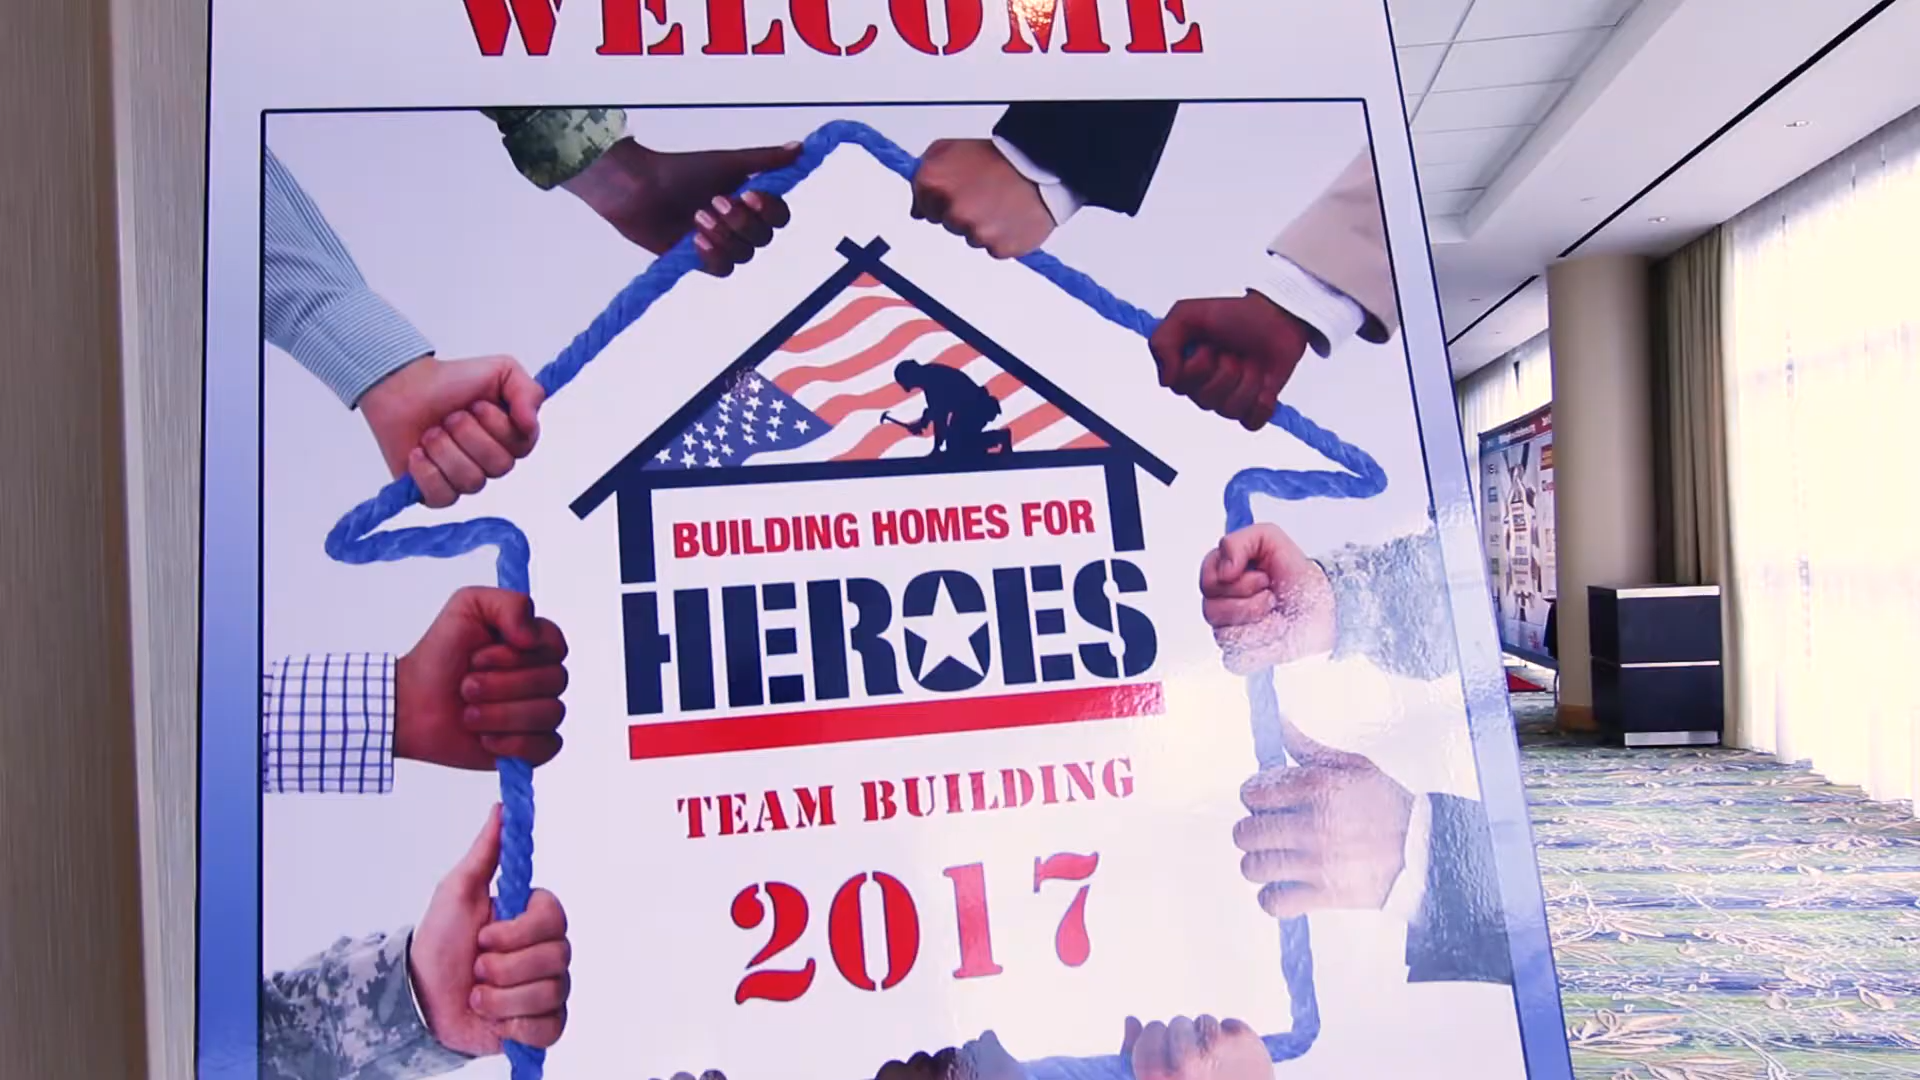 WELCOME
BUILDING HOMES FOR
HEROES
TEAM BUILDING
2017